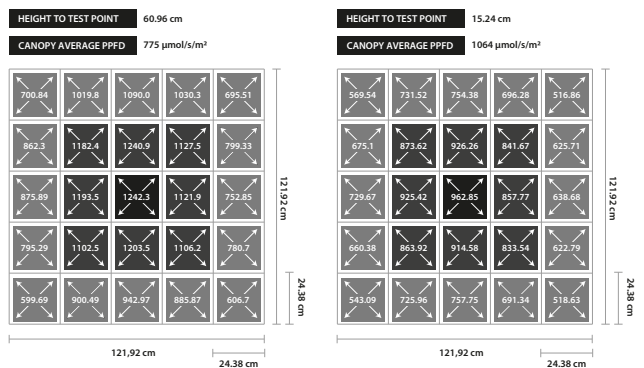 HEIGHT TO TEST POINT 60.96 cm
CANOPY AVERAGE PPFD 775 μmol/s/m²
700.84 1019.8 1090.0 1030.3 695.51
862.3 1182.4 1240.9 1127.5 799.33
875.89 1193.5 1242.3 1121.9 752.85
795.29 1102.5 1203.5 1106.2 780.7
599.69 900.49 942.97 885.87 606.7
121.92 cm
24.38 cm
121,92 cm
24.38 cm
HEIGHT TO TEST POINT 15.24 cm
CANOPY AVERAGE PPFD 1064 μmol/s/m²
569.54 731.52 754.38 696.28 516.86
675.1 873.62 926.26 841.67 625.71
729.67 925.42 962.85 857.77 638.68
660.38 863.92 914.58 833.54 622.79
543.09 725.96 757.75 691.34 518.63
121.92 cm
24.38 cm
121,92 cm
24.38 cm